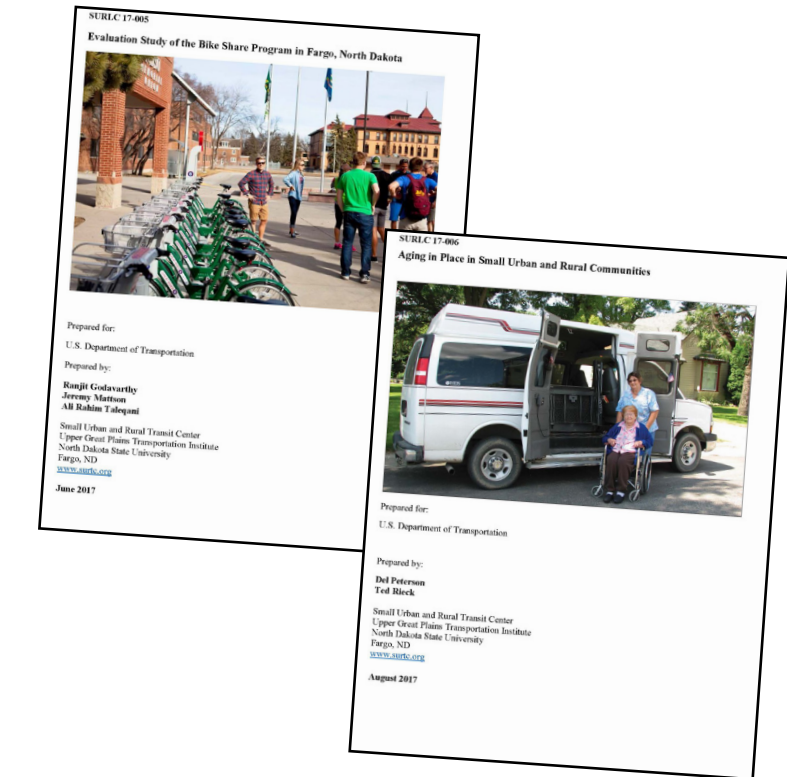 SURLC 17-005
Evaluation Study of the Bike Share Program in Fargo, North Dakota
Prepared for:
U.S. Department of Transportation
Prepared by:
Ranjit Godavarthy
Jeremy Mattson
Ali Rahim Taleqani
Small Urban and Rural Transit Center
Upper Great Plains Transportation Institute
North Dakota State University
Fargo, ND
www.surtc.org
June 2017
SURLC 17-006
Aging in Place in Small Urban and Rural Communities
Prepared for:
U.S. Department of Transportation
Prepared by:
Del Peterson
Ted Rieck
Small Urban and Rural Transit Center
Upper Great Plains Transportation Institute
North Dakota State University
Fargo, ND
www.surtc.org
August 2017